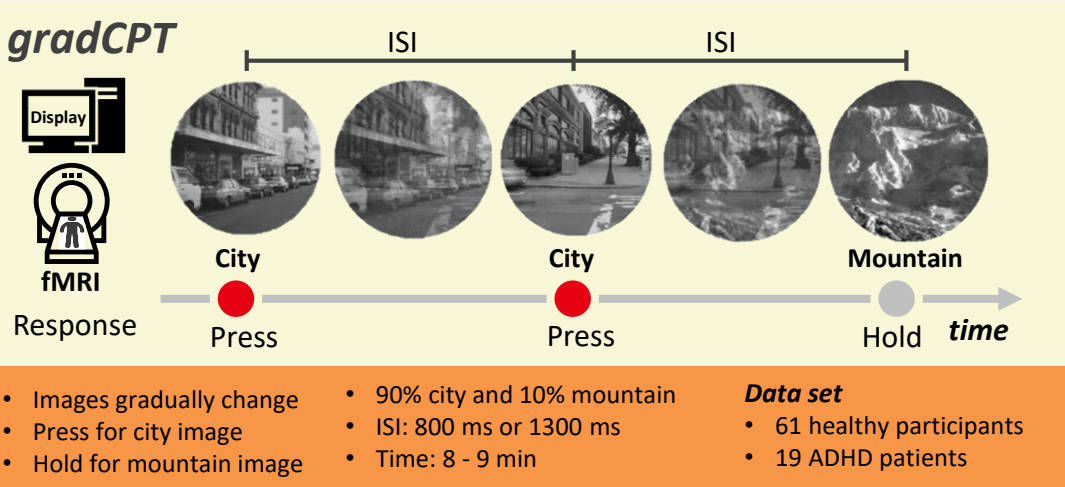 gradCPT
ISI
ISI
Display
fMRI
Response
City
City
Mountain
Press
Press
Hold
time
• Images gradually change
• Press for city image
• Hold for mountain image
• 90% city and 10% mountain
• ISI: 800 ms or 1300 ms
• Time: 8 - 9 min
Data set
• 61 healthy participants
• 19 ADHD patients